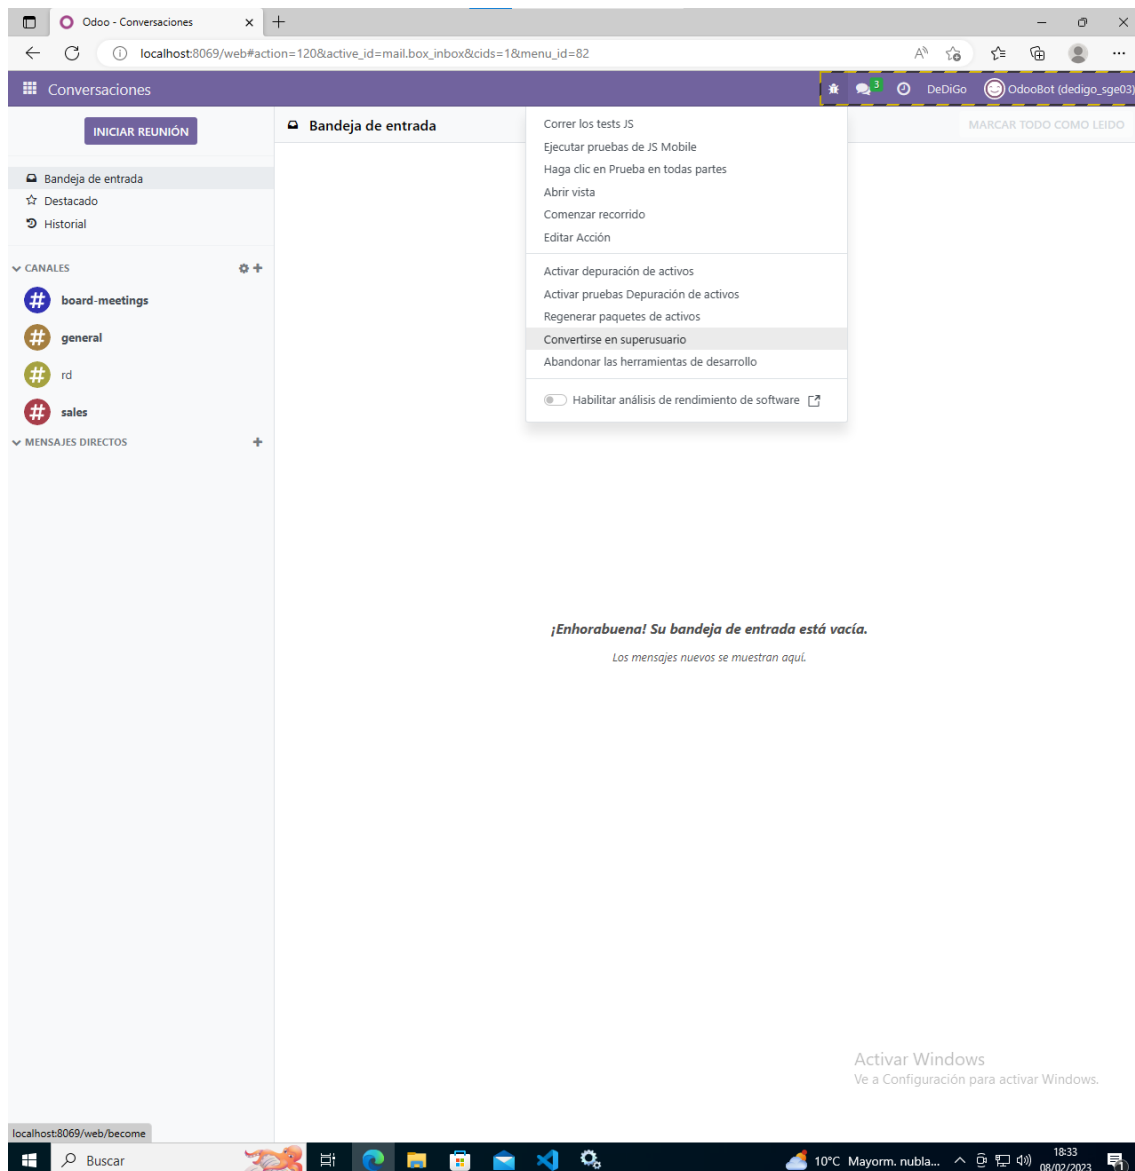 Odoo - Conversaciones
localhost:8069/web#action=120&active_id=mail.box_inbox&cids=1&menu_id=82
Conversaciones
3
DeDiGo
OdooBot (dedigo_sge03)
INICIAR REUNIÓN
Bandeja de entrada
MARCAR TODO COMO LEIDO
Bandeja de entrada
Destacado
Historial
CANALES
board-meetings
general
rd
sales
MENSAJES DIRECTOS
Correr los tests JS
Ejecutar pruebas de JS Mobile
Haga clic en Prueba en todas partes
Abrir vista
Comenzar recorrido
Editar Acción
Activar depuración de activos
Activar pruebas Depuración de activos
Regenerar paquetes de activos
Convertirse en superusuario
Abandonar las herramientas de desarrollo
Habilitar análisis de rendimiento de software
¡Enhorabuena! Su bandeja de entrada está vacía.
Los mensajes nuevos se muestran aquí.
Activar Windows
Ve a Configuración para activar Windows.
localhost:8069/web/become
Buscar
10°C Mayorm. nubla...
18:33
08/02/2023